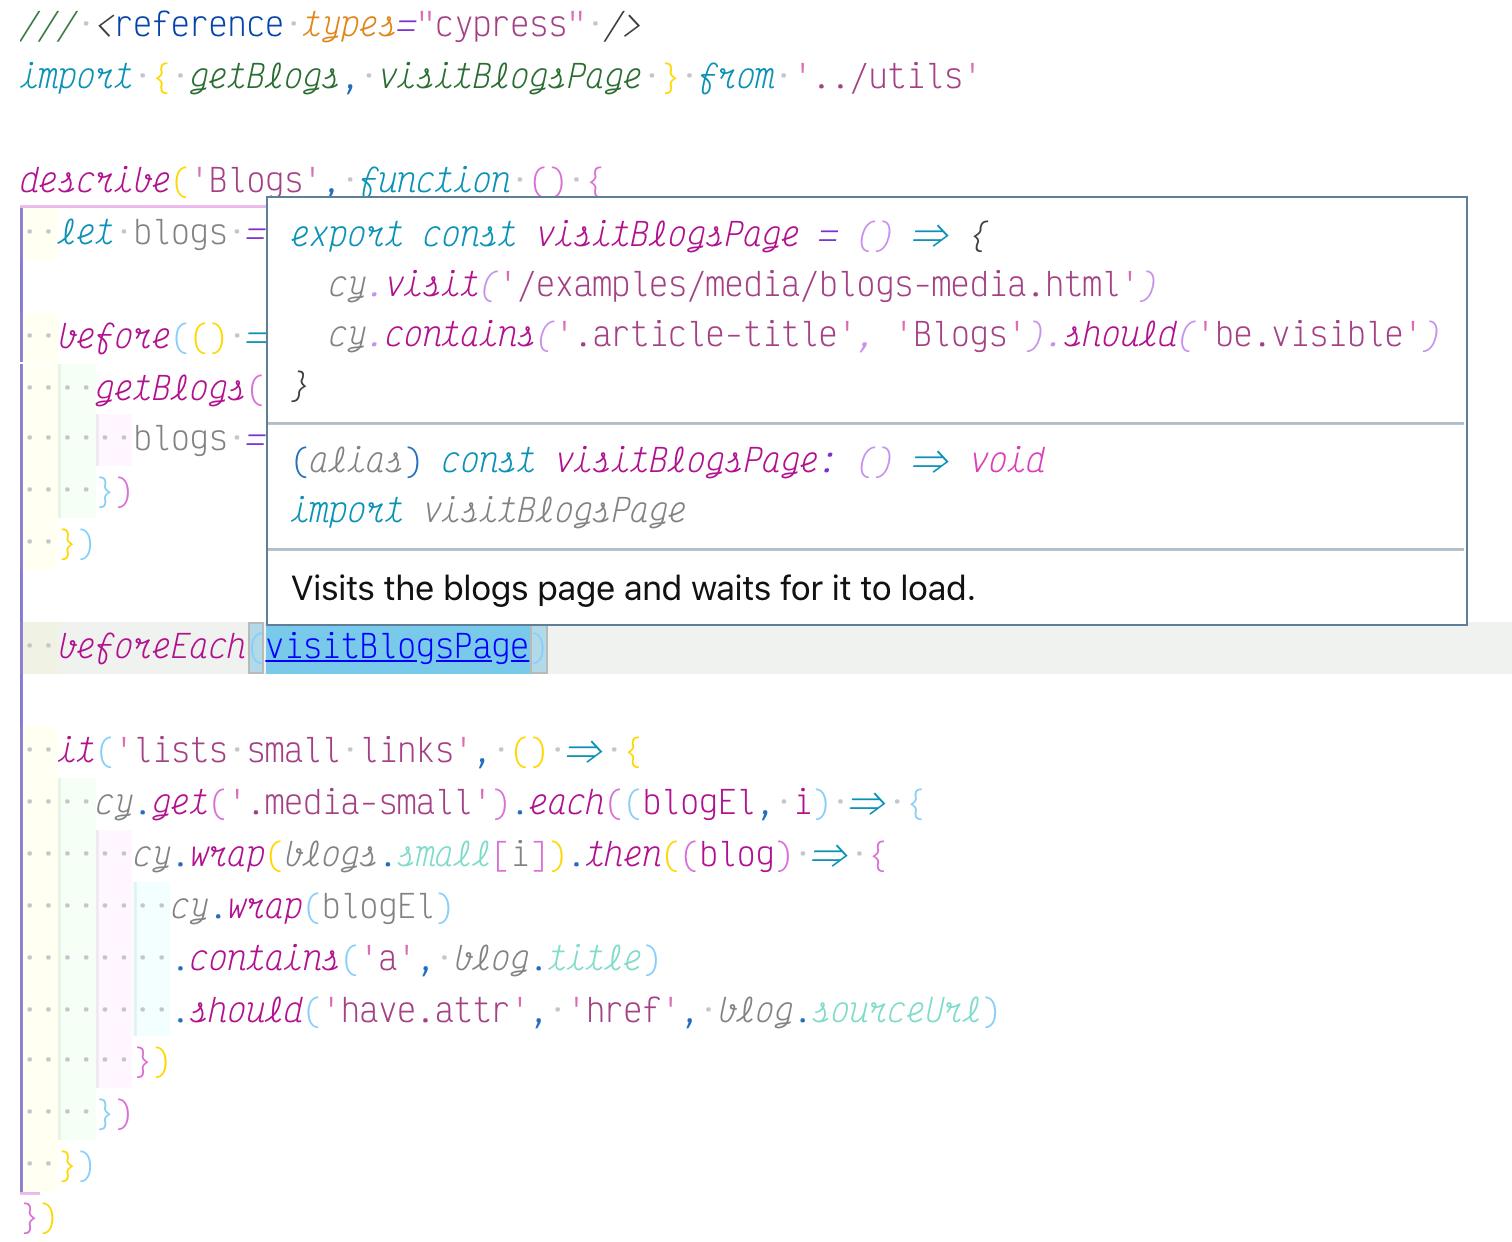 /// <reference types="cypress" />
import { getBlogs, visitBlogsPage } from '../utils'
describe('Blogs', function () {
let blogs =
before(() =
getBlogs(
blogs =
})
})
export const visitBlogsPage = () => {
cy.visit('/examples/media/blogs-media.html')
cy.contains('.article-title', 'Blogs').should('be.visible')
}
(alias) const visitBlogsPage: () => void
import visitBlogsPage
Visits the blogs page and waits for it to load.
beforeEach(visitBlogsPage)
it('lists small links', () => {
cy.get('.media-small').each((blogEl, i) => {
cy.wrap(blogs.small[i]).then((blog) => {
cy.wrap(blogEl)
.contains('a', blog.title)
.should('have.attr', 'href', blog.sourceUrl)
})
})
})
})